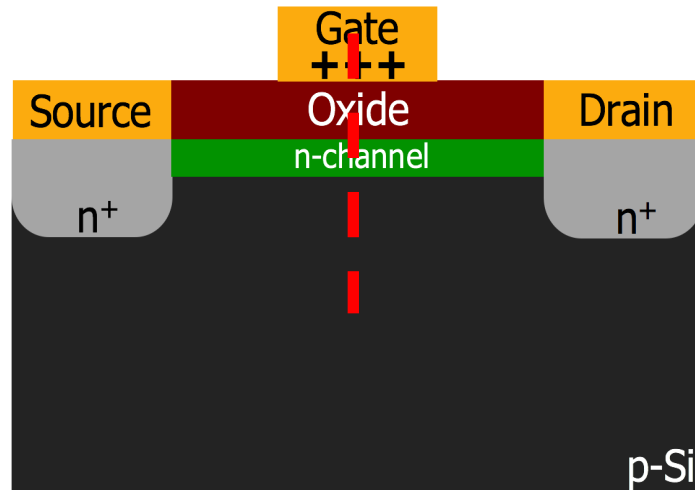 Gate
+++
Source
Oxide
Drain
n-channel
n⁺
n⁺
p-Si